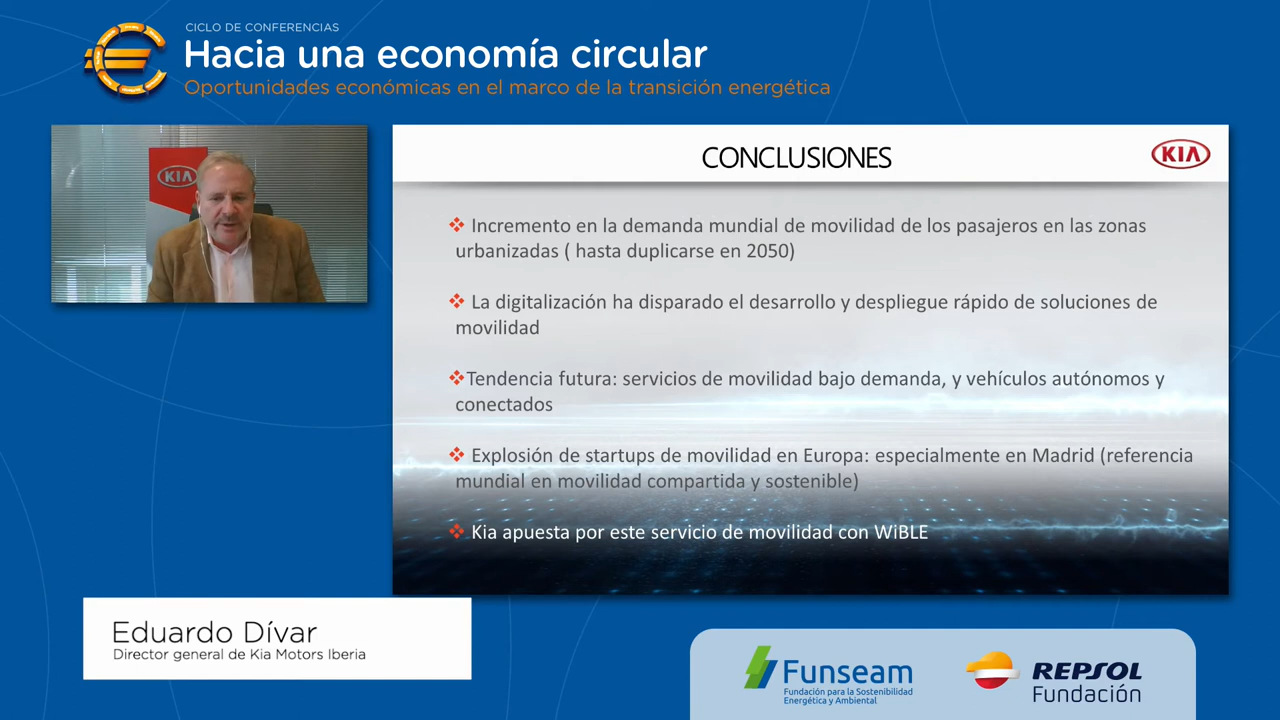 CICLO DE CONFERENCIAS
Hacia una economía circular
Oportunidades económicas en el marco de la transición energética
KIA
CONCLUSIONES
KIA
Incremento en la demanda mundial de movilidad de los pasajeros en las zonas
urbanizadas ( hasta duplicarse en 2050)
La digitalización ha disparado el desarrollo y despliegue rápido de soluciones de
movilidad
Tendencia futura: servicios de movilidad bajo demanda, y vehículos autónomos y
conectados
Explosión de startups de movilidad en Europa: especialmente en Madrid (referencia
mundial en movilidad compartida y sostenible)
Kia apuesta por este servicio de movilidad con WiBLE
Eduardo Dívar
Director general de Kia Motors Iberia
Funseam
Fundación para la Sostenibilidad
Energética y Ambiental
REPSOL
Fundación